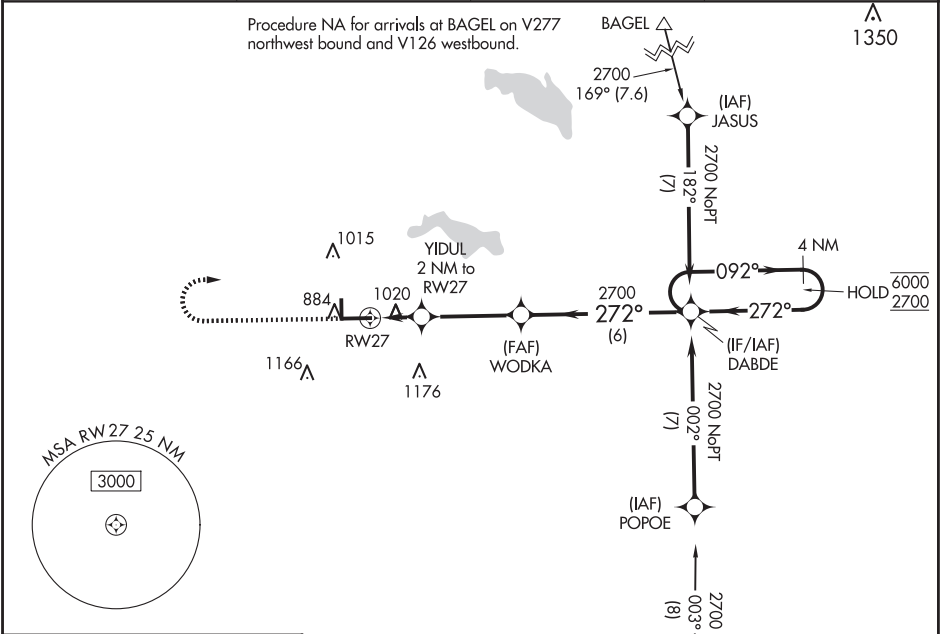 Procedure NA for arrivals at BAGEL on V277
northwest bound and V126 westbound.
BAGEL
1350
2700
169° (7.6)
(IAF)
JASUS
2700 NoPT
182°
(7)
1015
YIDUL
2 NM to
RW27
4 NM
092°
HOLD
6000
2700
884
1020
2700
272°
(6)
272°
RW27
(FAF)
WODKA
(IF/IAF)
DABDE
1166
1176
2700 NoPT
002°
(7)
MSA RW27 25 NM
3000
(IAF)
POPOE
2700
003°
(8)